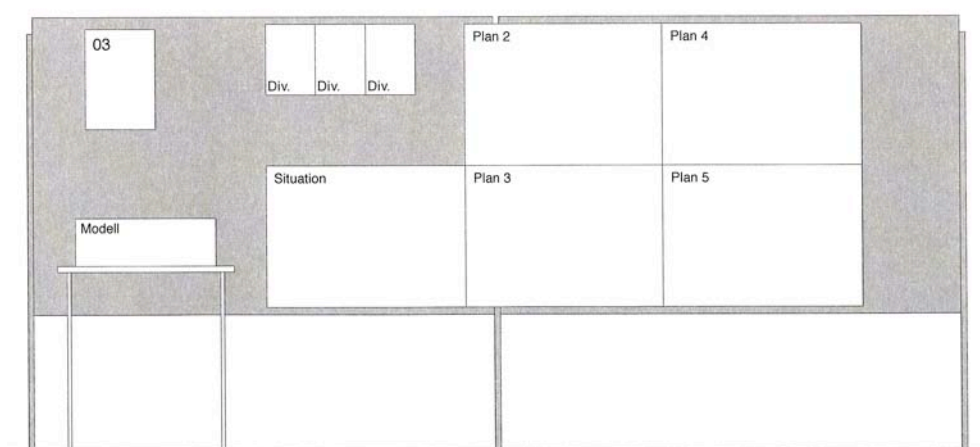 03
Div.
Div.
Div.
Plan 2
Plan 4
Situation
Plan 3
Plan 5
Modell